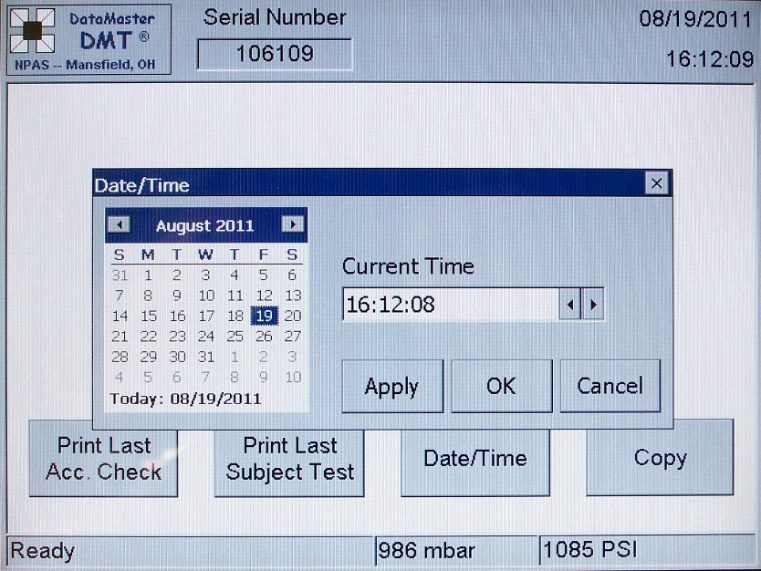 DataMaster
DMT ®
NPAS -- Mansfield, OH
Serial Number
106109
08/19/2011
16:12:09
Date/Time
August 2011
S M T W T F S
31 1 2 3 4 5 6
7 8 9 10 11 12 13
14 15 16 17 18 19 20
21 22 23 24 25 26 27
28 29 30 31 1 2 3
4 5 6 7 8 9 10
Today: 08/19/2011
Current Time
16:12:08
Apply
OK
Cancel
Print Last
Acc. Check
Print Last
Subject Test
Date/Time
Copy
Ready
986 mbar
1085 PSI